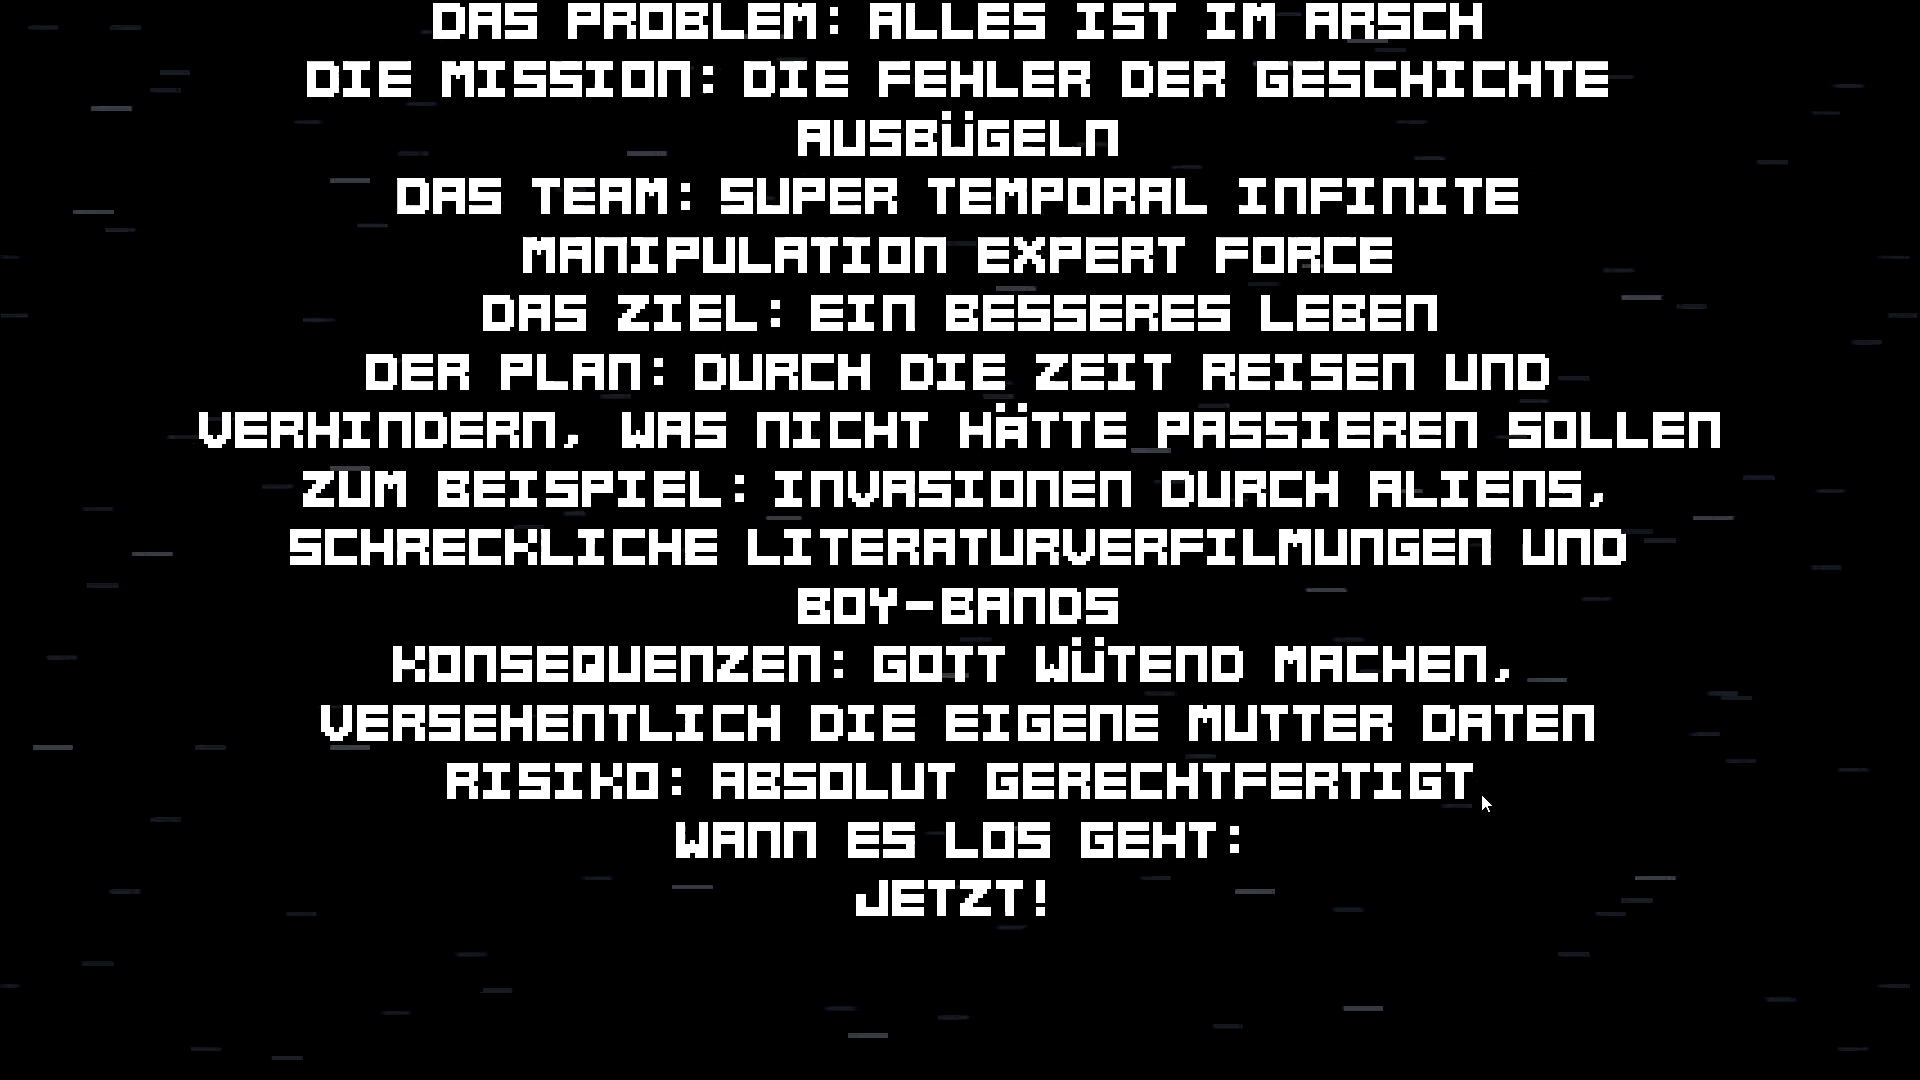 DAS PROBLEM: ALLES IST IM ARSCH
DIE MISSION: DIE FEHLER DER GESCHICHTE
AUSBÜGELN
DAS TEAM: SUPER TEMPORAL INFINITE
MANIPULATION EXPERT FORCE
DAS ZIEL: EIN BESSERES LEBEN
DER PLAN: DURCH DIE ZEIT REISEN UND
VERHINDERN, WAS NICHT HÄTTE PASSIEREN SOLLEN
ZUM BEISPIEL: INVASIONEN DURCH ALIENS,
SCHRECKLICHE LITERATURVERFILMUNGEN UND
BOY-BANDS
KONSEQUENZEN: GOTT WÜTEND MACHEN,
VERSEHENTLICH DIE EIGENE MUTTER DATEN
RISIKO: ABSOLUT GERECHTFERTIGT
WANN ES LOS GEHT:
JETZT!